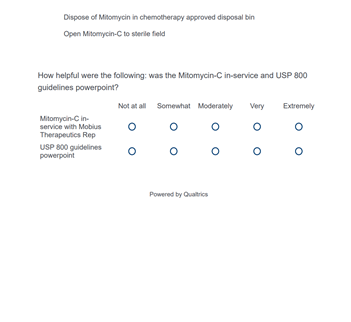 Dispose of Mitomycin in chemotherapy approved disposal bin
Open Mitomycin-C to sterile field
How helpful were the following: was the Mitomycin-C in-service and USP 800
guidelines powerpoint?
Not at all Somewhat Moderately Very Extremely
Mitomycin-C in-
service with Mobius
Therapeutics Rep
USP 800 guidelines
powerpoint
Powered by Qualtrics